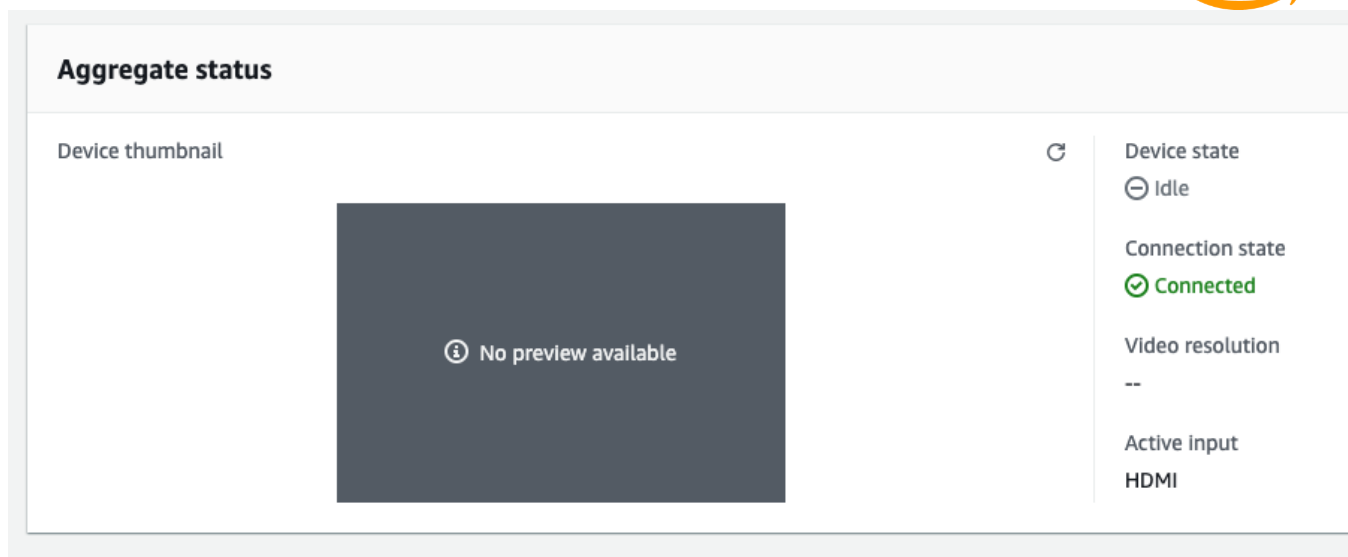 Aggregate status
Device thumbnail
No preview available
Device state
Idle
Connection state
Connected
Video resolution
--
Active input
HDMI